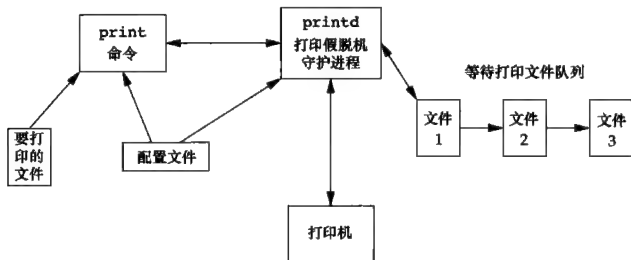 print
命令
printd
打印假脱机
守护进程
等待打印文件队列
要打
印的
文件
配置文件
文件
1
文件
2
文件
3
打印机